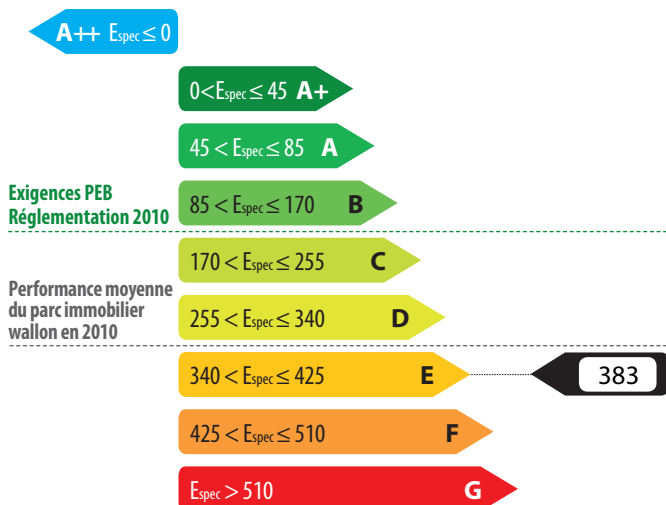 A++ Espec ≤ 0
0<Espec ≤ 45 A+
45 < Espec ≤ 85 A
Exigences PEB
Réglementation 2010
85 < Espec ≤ 170 B
170 < Espec ≤ 255 C
Performance moyenne
du parc immobilier
wallon en 2010
255 < Espec ≤ 340 D
340 < Espec ≤ 425 E
383
425 < Espec ≤ 510 F
Espec > 510 G